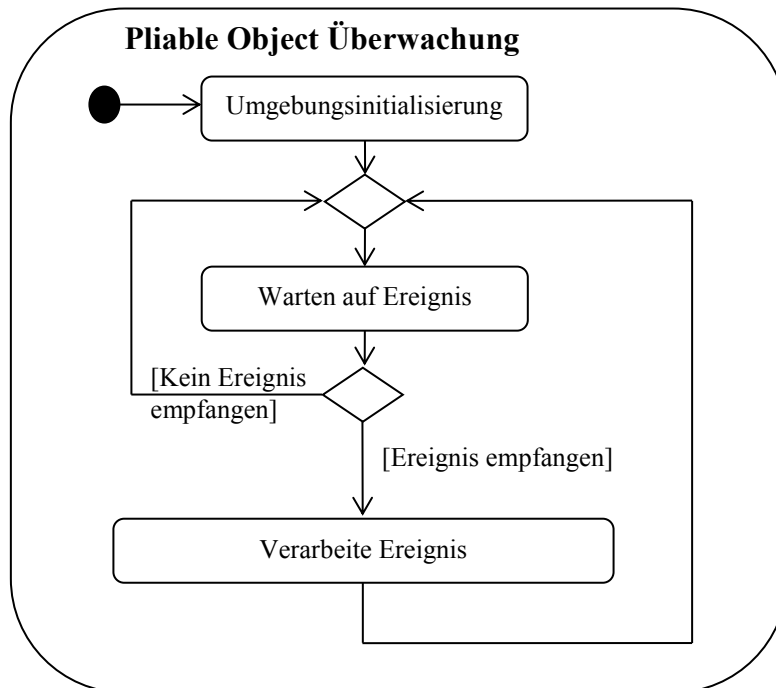 Pliable Object Überwachung
Umgebungsinitialisierung
Warten auf Ereignis
[Kein Ereignis
empfangen]
[Ereignis empfangen]
Verarbeite Ereignis